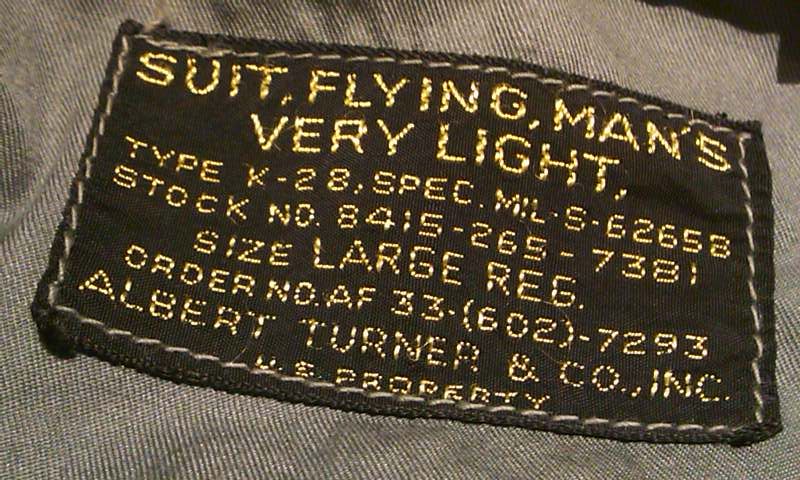 SUIT, FLYING, MAN'S
VERY LIGHT,
TYPE K-28, SPEC. MIL-S-6265B
STOCK NO. 8415-265-7381
SIZE LARGE REG.
ORDER NO. AF 33-(602)-7293
ALBERT TURNER & CO., INC.
U.S. PROPERTY